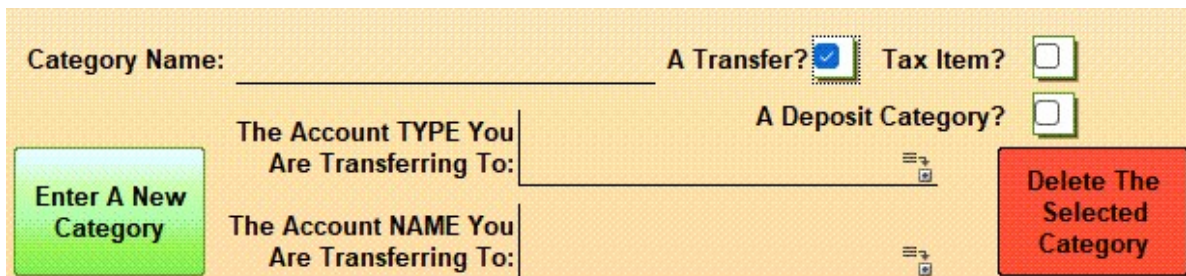 Category Name:
A Transfer?
Tax Item?
A Deposit Category?
The Account TYPE You
Are Transferring To:
Enter A New
Category
The Account NAME You
Are Transferring To:
Delete The
Selected
Category